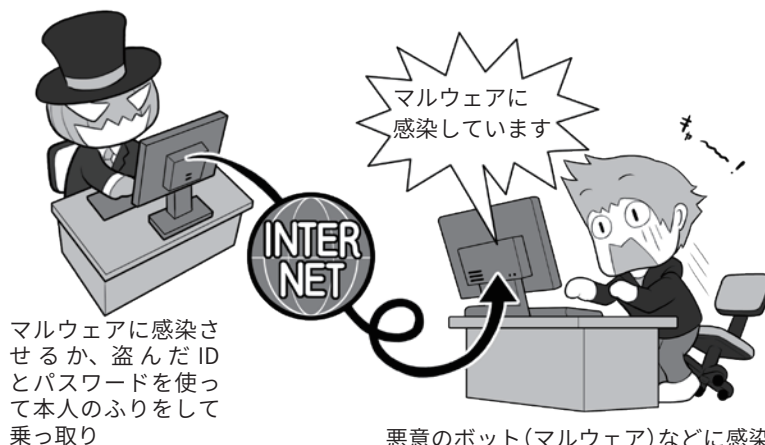 マルウェアに
感染しています
きゃ〜〜!
INTER
NET
マルウェアに感染さ
せるか、盗んだ ID
とパスワードを使っ
て本人のふりをして
乗っ取り
悪意のボット(マルウェア)などに感染